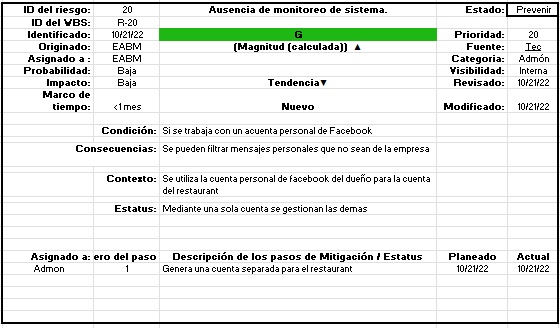 ID del riesgo: 20 Ausencia de monitoreo de sistema. Estado: Prevenir
ID del WBS: R-20
Identificado: 10/21/22 G Prioridad: 20
Originado: EABM (Magnitud (calculada)) ▲ Fuente: Tec
Asignado a : EABM Categoria: Admón
Probabilidad: Baja Visibilidad: Interna
Impacto: Baja Tendencia▼ Revisado: 10/21/22
Marco de
tiempo: <1 mes Nuevo Modificado: 10/21/22
Condición: Si se trabaja con un acuenta personal de Facebook
Consecuencias: Se pueden filtrar mensajes personales que no sean de la empresa
Contexto: Se utiliza la cuenta personal de facebook del dueño para la cuenta
del restaurant
Estatus: Mediante una sola cuenta se gestionan las demas
Asignado a: ero del paso Descripción de los pasos de Mitigación / Estatus Planeado Actual
Admon 1 Genera una cuenta separada para el restaurant 10/21/22 10/21/22